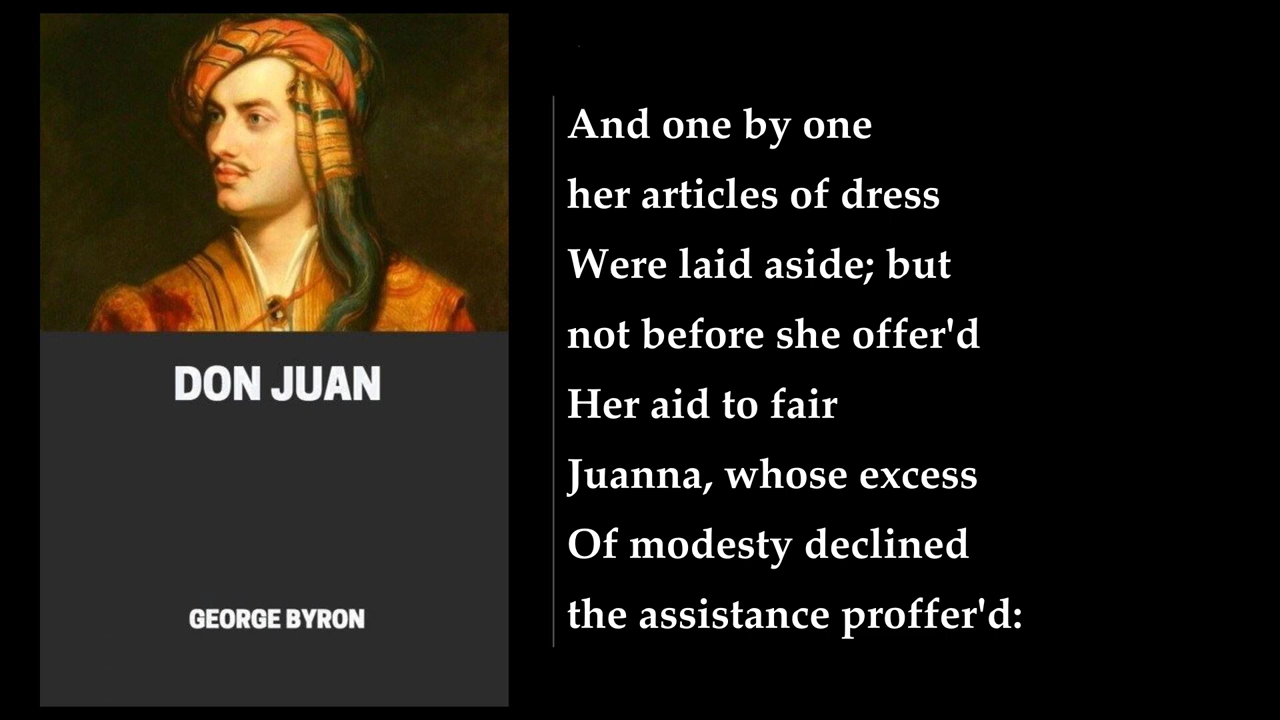 DON JUAN
GEORGE BYRON
And one by one
her articles of dress
Were laid aside; but
not before she offer'd
Her aid to fair
Juanna, whose excess
Of modesty declined
the assistance proffer'd: